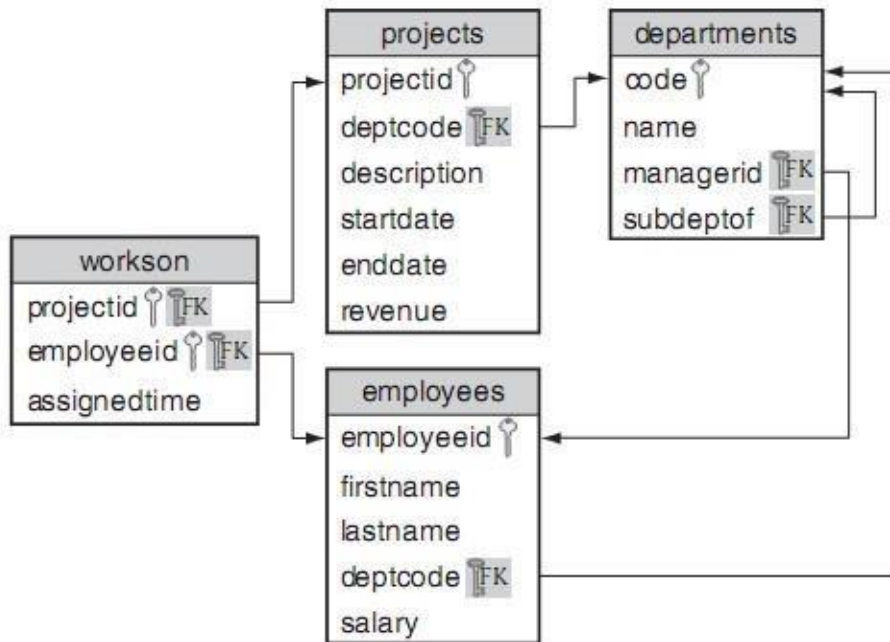 projects
projectid
deptcode FK
description
startdate
enddate
revenue
departments
code
name
managerid FK
subdeptof FK
workson
projectid FK
employeeid FK
assignedtime
employees
employeeid
firstname
lastname
deptcode FK
salary